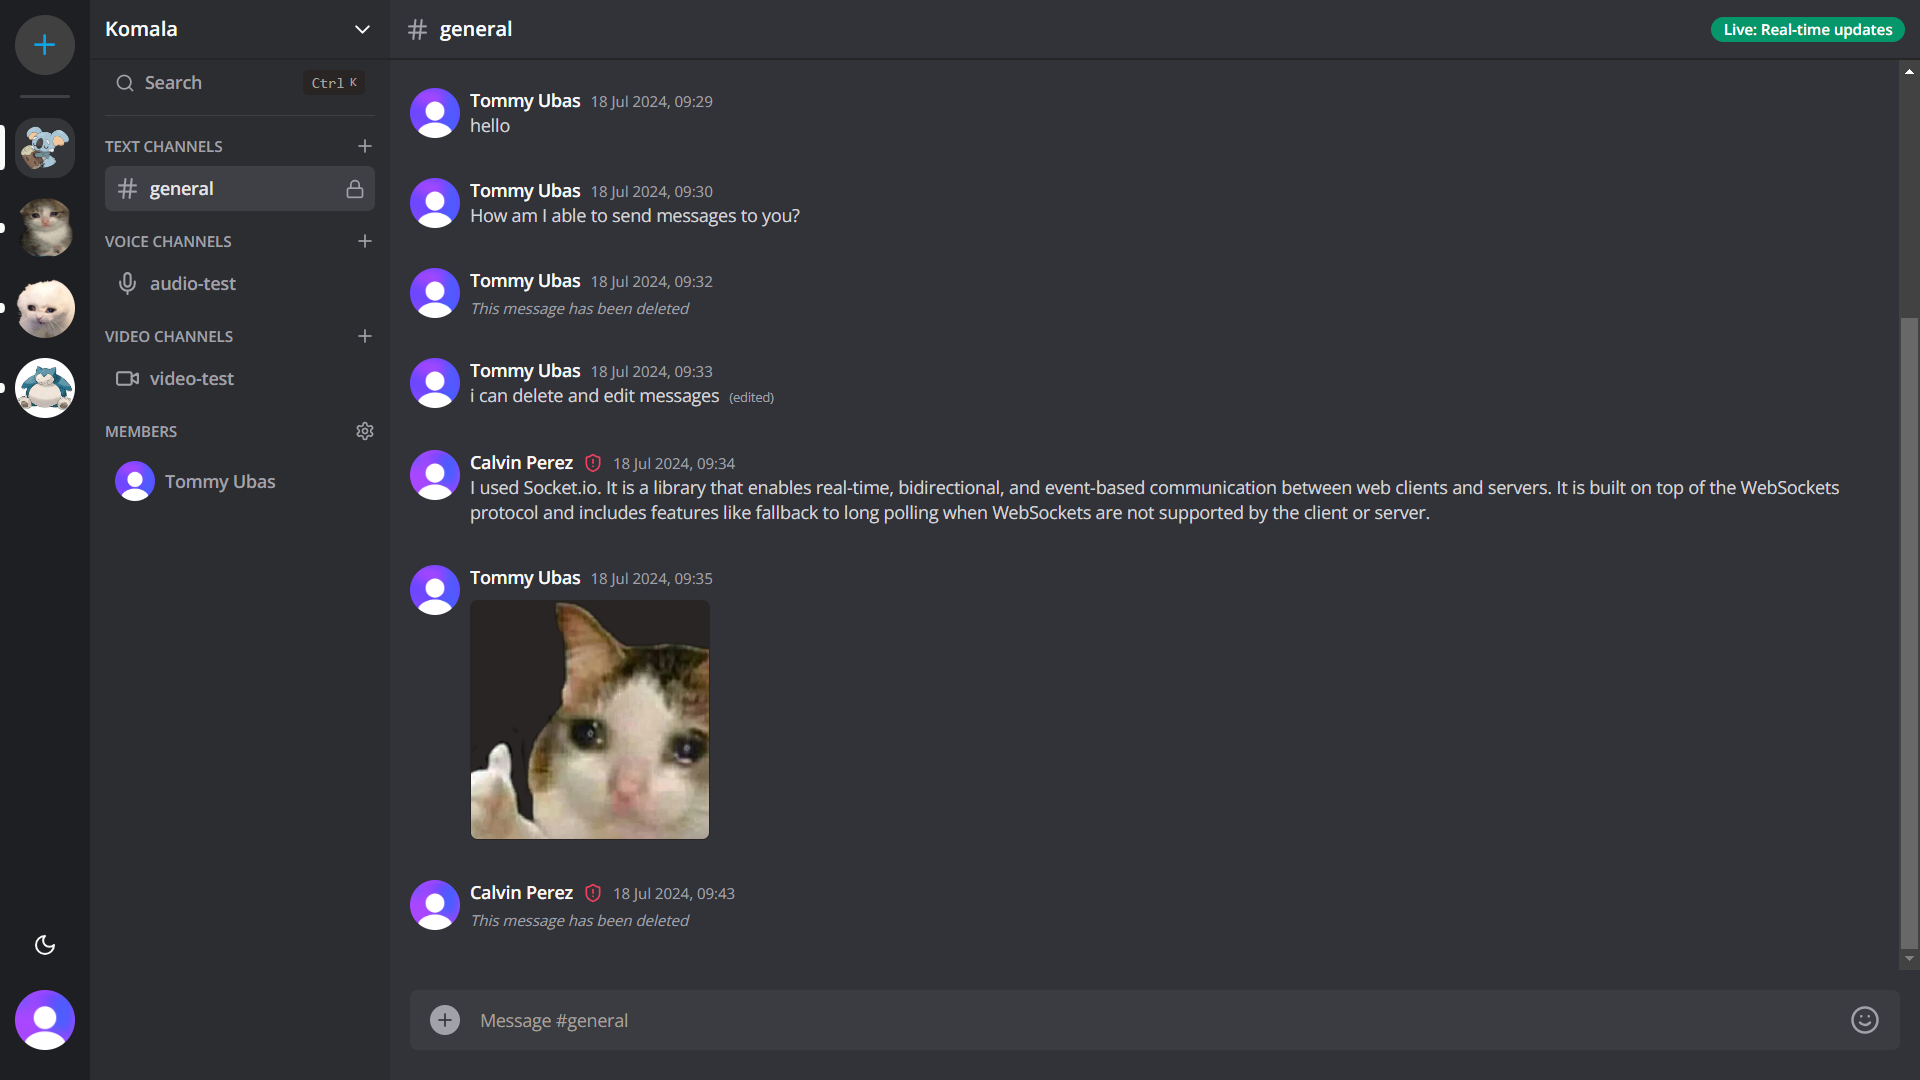 Komala
Search
Ctrl K
TEXT CHANNELS
general
VOICE CHANNELS
audio-test
VIDEO CHANNELS
video-test
MEMBERS
Tommy Ubas
# general
Live: Real-time updates
Tommy Ubas 18 Jul 2024, 09:29
hello
Tommy Ubas 18 Jul 2024, 09:30
How am I able to send messages to you?
Tommy Ubas 18 Jul 2024, 09:32
This message has been deleted
Tommy Ubas 18 Jul 2024, 09:33
i can delete and edit messages (edited)
Calvin Perez 18 Jul 2024, 09:34
I used Socket.io. It is a library that enables real-time, bidirectional, and event-based communication between web clients and servers. It is built on top of the WebSockets
protocol and includes features like fallback to long polling when WebSockets are not supported by the client or server.
Tommy Ubas 18 Jul 2024, 09:35
Calvin Perez 18 Jul 2024, 09:43
This message has been deleted
Message #general